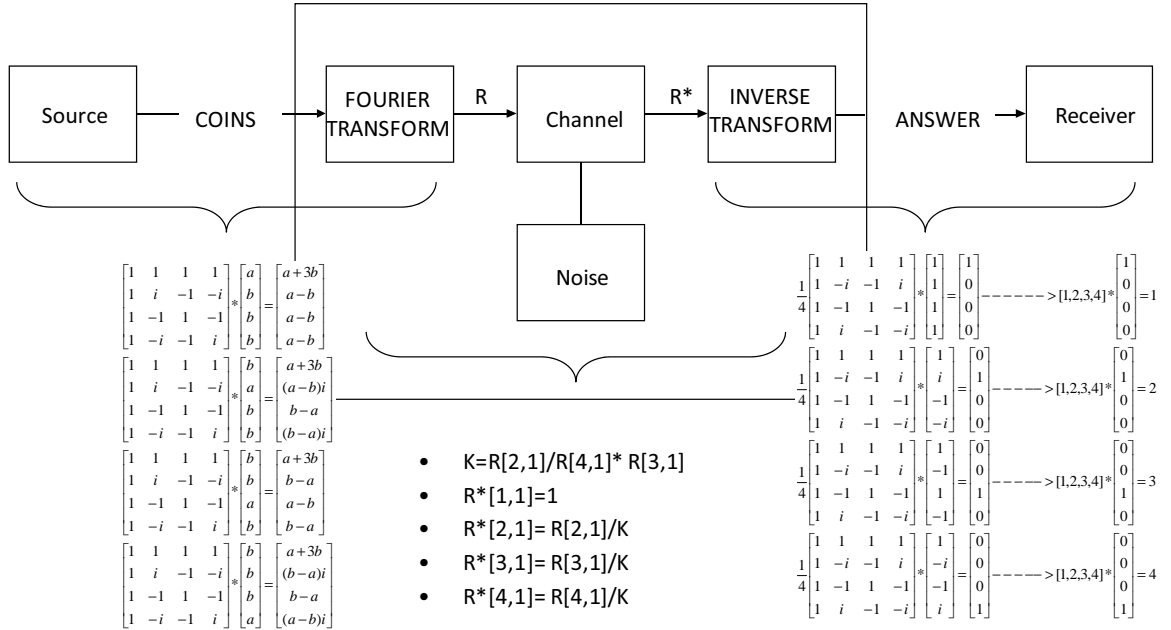 Source
COINS
FOURIER
TRANSFORM
R
Channel
R*
INVERSE
TRANSFORM
ANSWER
Receiver
Noise
[1 1 1 1] [a] [a+3b]
[1 i −1 −i] * [b] = [a−b]
[1 −1 1 −1] [b] [a−b]
[1 −i −1 i] [b] [a−b]
[1 1 1 1] [b] [a+3b]
[1 i −1 −i] * [a] = [(a−b)i]
[1 −1 1 −1] [b] [b−a]
[1 −i −1 i] [b] [(b−a)i]
[1 1 1 1] [b] [a+3b]
[1 i −1 −i] * [b] = [b−a]
[1 −1 1 −1] [a] [a−b]
[1 −i −1 i] [b] [b−a]
[1 1 1 1] [b] [a+3b]
[1 i −1 −i] * [b] = [(b−a)i]
[1 −1 1 −1] [b] [b−a]
[1 −i −1 i] [a] [(a−b)i]
• K=R[2,1]/R[4,1]* R[3,1]
• R*[1,1]=1
• R*[2,1]= R[2,1]/K
• R*[3,1]= R[3,1]/K
• R*[4,1]= R[4,1]/K
[1 1 1 1] [1] [1] [1]
1/4 [1 −i −1 i] * [1] = [0] −−−−−> [1,2,3,4]* [0] =1
[1 −1 1 −1] [1] [0] [0]
[1 i −1 −i] [1] [0] [0]
[1 1 1 1] [1] [0] [0]
1/4 [1 −i −1 i] * [i] = [1] −−−−−> [1,2,3,4]* [1] =2
[1 −1 1 −1] [−1] [0] [0]
[1 i −1 −i] [−i] [0] [0]
[1 1 1 1] [1] [0] [0]
1/4 [1 −i −1 i] * [−1] = [0] −−−−−> [1,2,3,4]* [0] =3
[1 −1 1 −1] [1] [1] [1]
[1 i −1 −i] [−1] [0] [0]
[1 1 1 1] [1] [0] [0]
1/4 [1 −i −1 i] * [−i] = [0] −−−−−> [1,2,3,4]* [0] =4
[1 −1 1 −1] [−1] [0] [0]
[1 i −1 −i] [i] [1] [1]